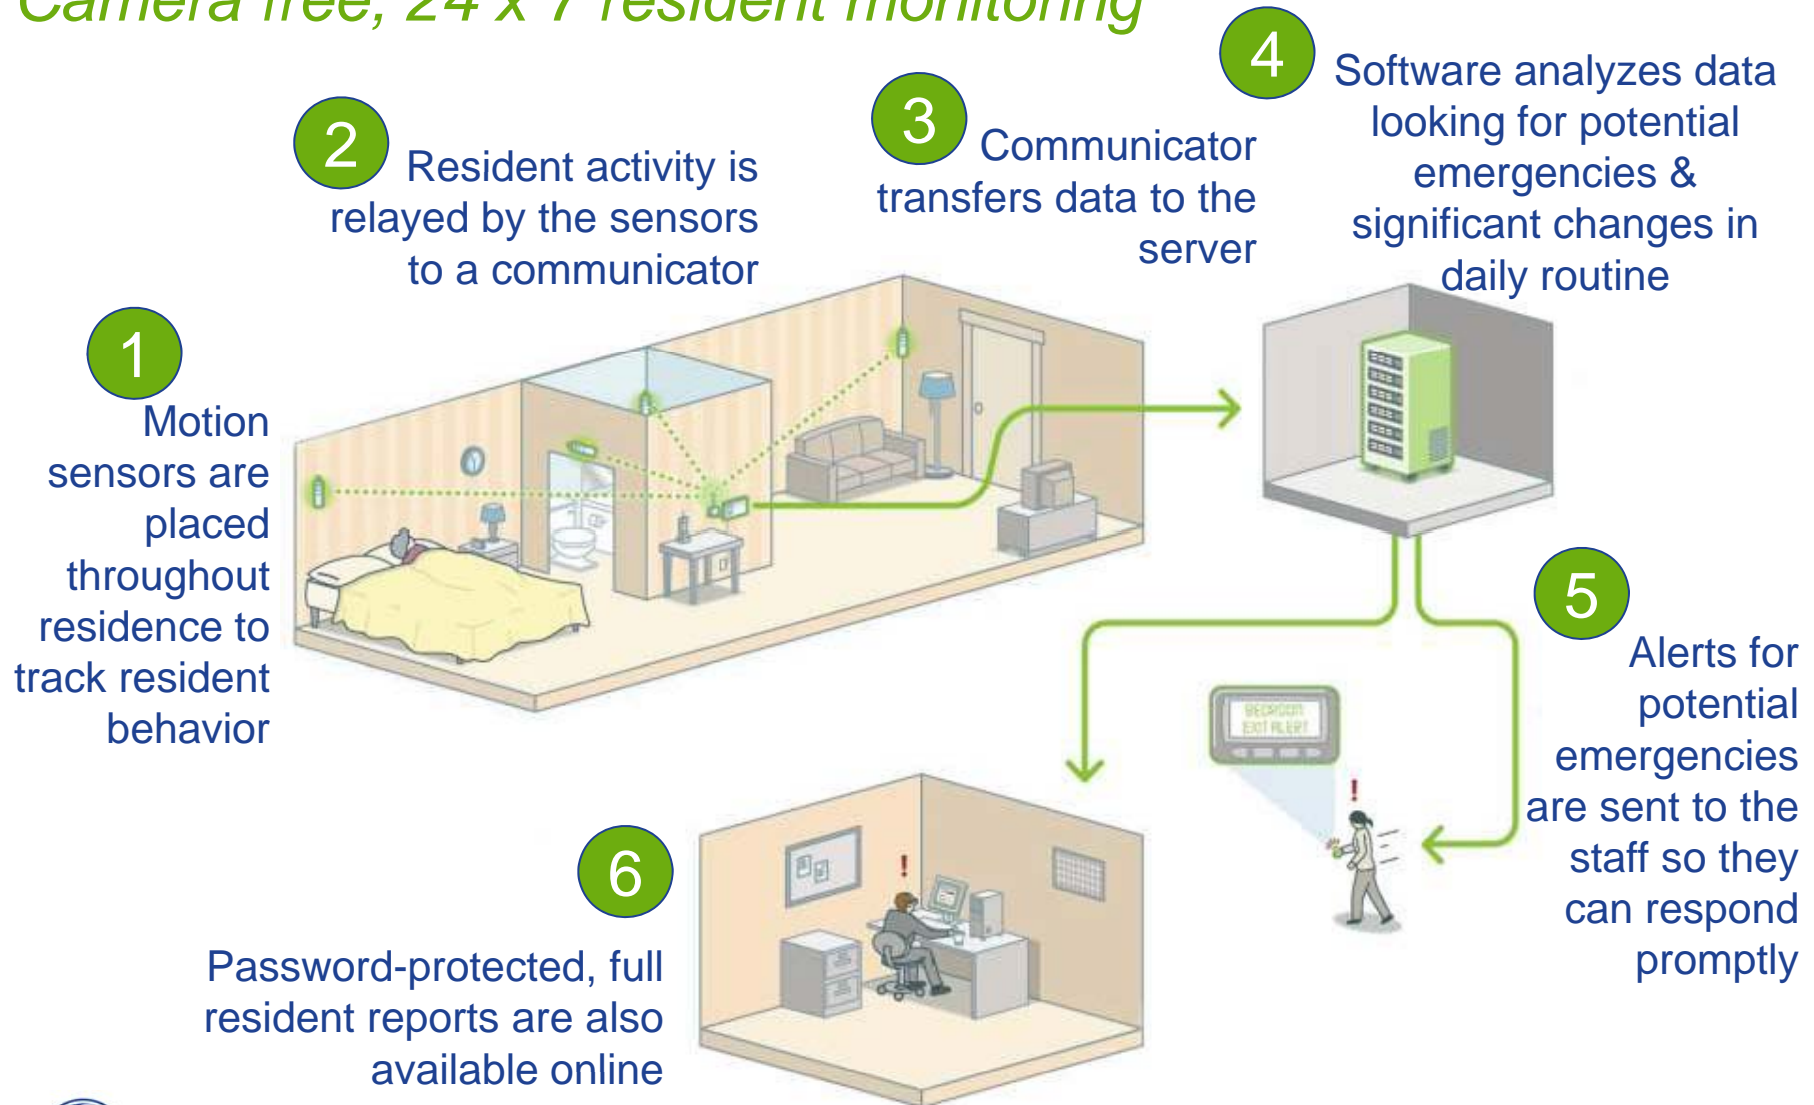 Camera free, 24 x 7 resident monitoring
1
Motion
sensors are
placed
throughout
residence to
track resident
behavior
2
Resident activity is
relayed by the sensors
to a communicator
3
Communicator
transfers data to the
server
4
Software analyzes data
looking for potential
emergencies &
significant changes in
daily routine
5
Alerts for
potential
emergencies
are sent to the
staff so they
can respond
promptly
BEDROOM
EXIT ALERT
!
!
6
Password-protected, full
resident reports are also
available online